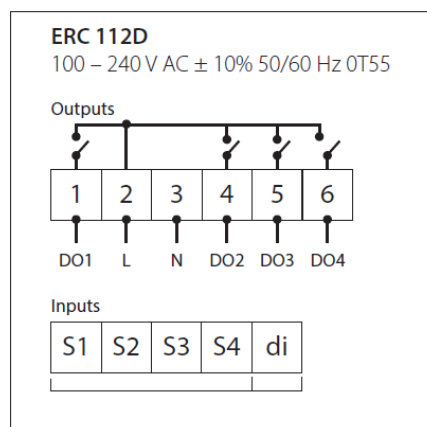 ERC 112D
100 – 240 V AC ± 10% 50/60 Hz 0T55
Outputs
1 2 3 4 5 6
DO1 L N DO2 DO3 DO4
Inputs
S1 S2 S3 S4 di